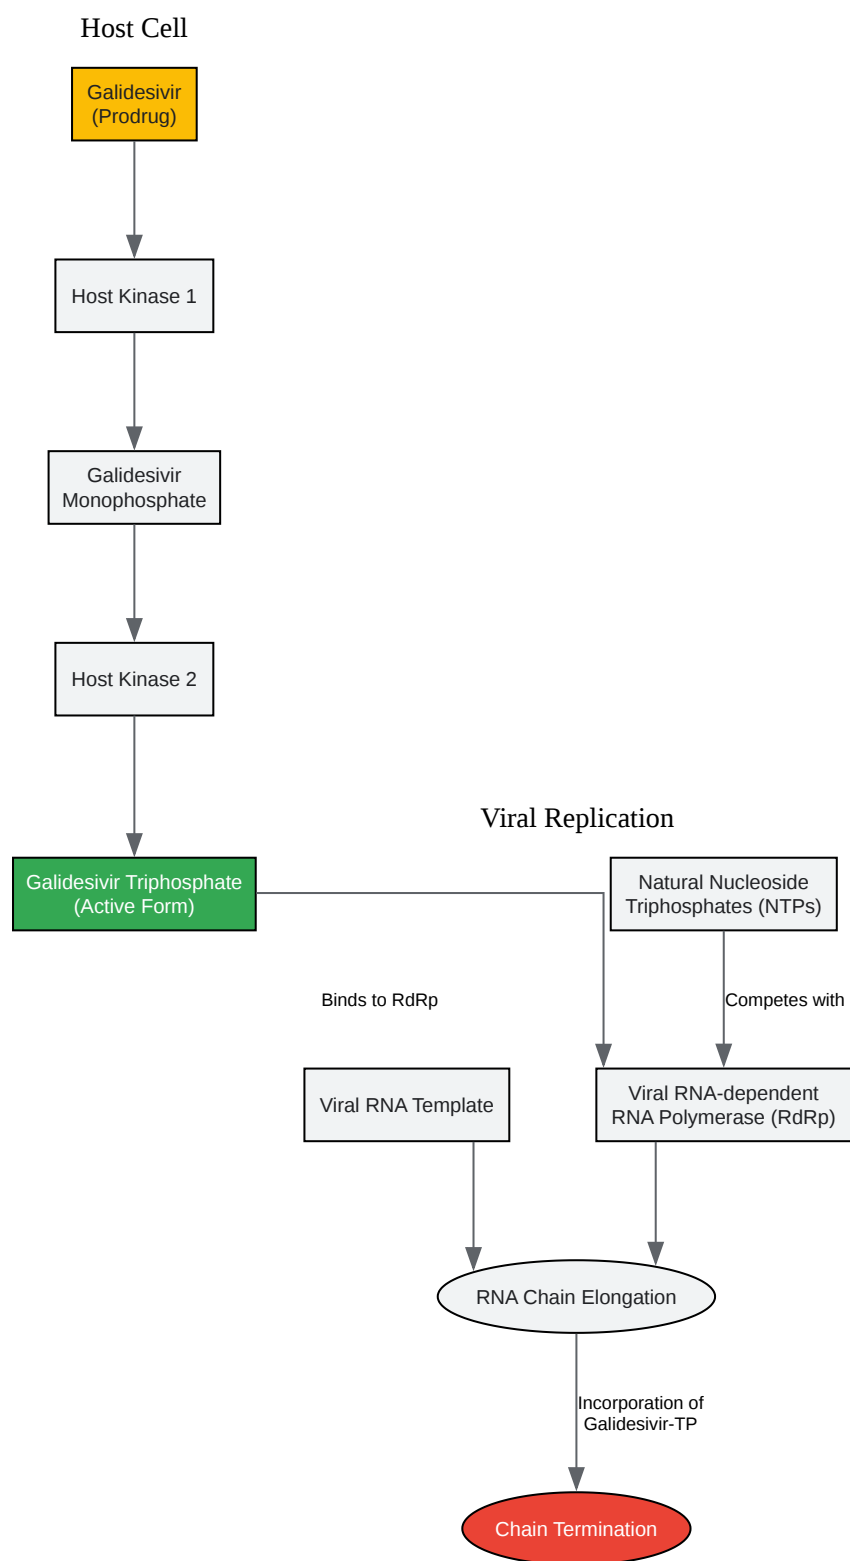 Host Cell
Galidesivir
(Prodrug)
Host Kinase 1
Galidesivir
Monophosphate
Host Kinase 2
Viral Replication
Galidesivir Triphosphate
(Active Form)
Natural Nucleoside
Triphosphates (NTPs)
Binds to RdRp
Competes with
Viral RNA Template
Viral RNA-dependent
RNA Polymerase (RdRp)
RNA Chain Elongation
Incorporation of
Galidesivir-TP
Chain Termination